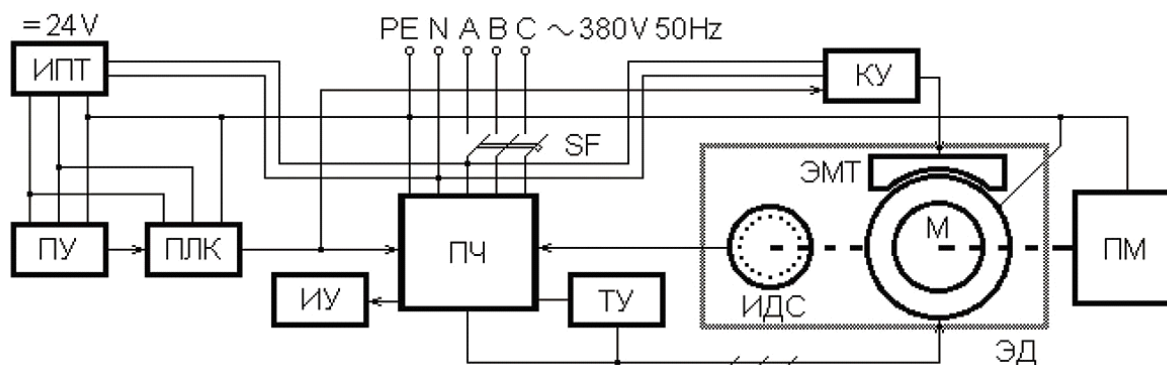 =24V
PE N A B C ~380V 50Hz
ИПТ
КУ
SF
ЭМТ
ПУ
ПЛК
ПЧ
М
ПМ
ИУ
ТУ
ИДС
ЭД